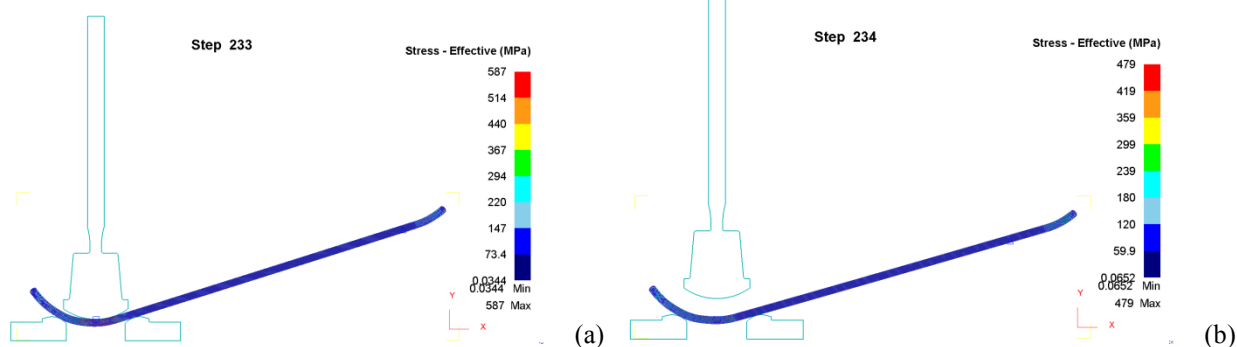 Step 233
Stress - Effective (MPa)
587
514
440
367
294
220
147
73.4
0.0344
0.0344 Min
587 Max
Y
X
(a)
Step 234
Stress - Effective (MPa)
479
419
359
299
239
180
120
59.9
0.0652
0.0652 Min
479 Max
Y
X
(b)